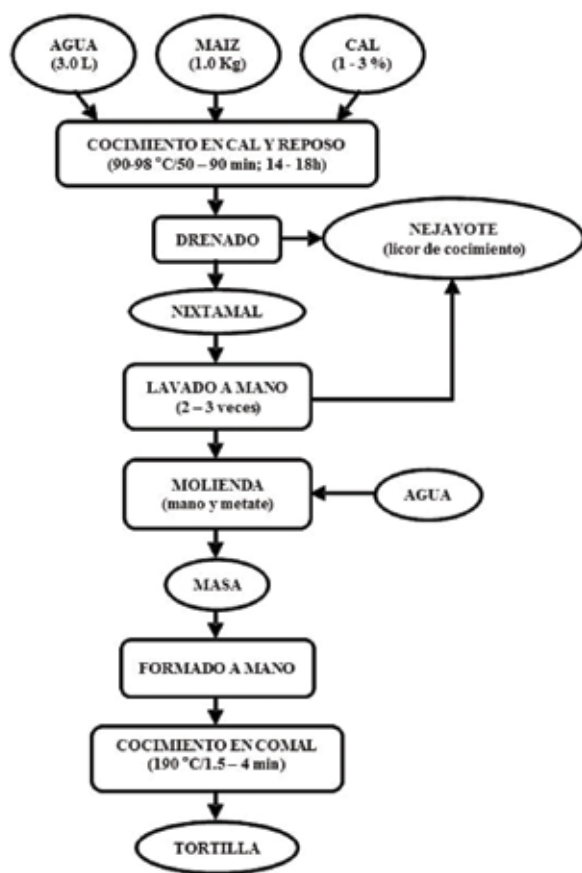 AGUA
(3.0 L)
MAIZ
(1.0 Kg)
CAL
(1 - 3 %)
COCIMIENTO EN CAL Y REPOSO
(90-98 °C/50 – 90 min; 14 - 18h)
DRENADO
NEJAYOTE
(licor de cocimiento)
NIXTAMAL
LAVADO A MANO
(2 – 3 veces)
MOLIENDA
(mano y metate)
AGUA
MASA
FORMADO A MANO
COCIMIENTO EN COMAL
(190 °C/1.5 – 4 min)
TORTILLA